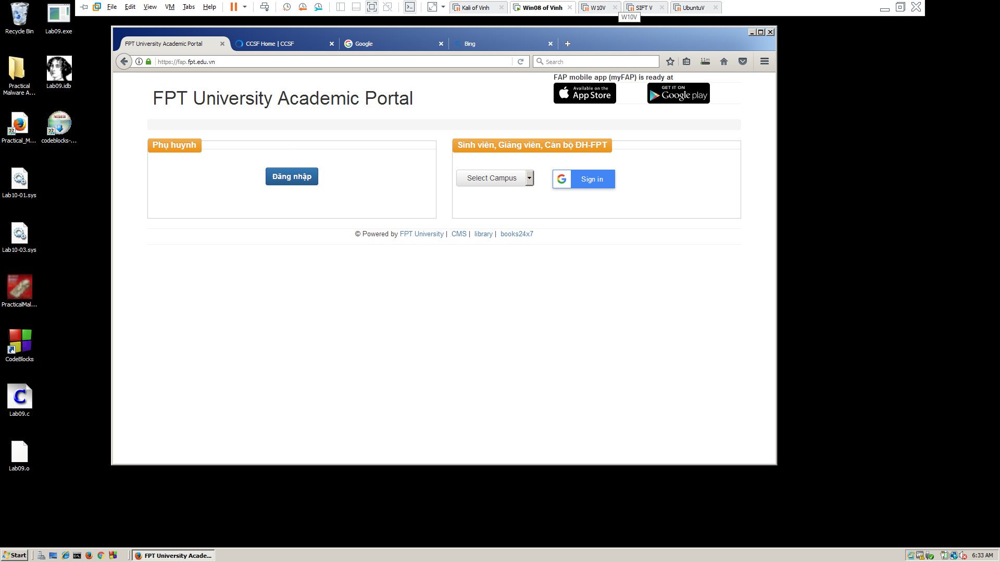 File Edit View VM Tabs Help
Kali of Vinh
Win08 of Vinh
W10V
SIFT V
UbuntuV
W10V
Recycle Bin
Lab09.exe
Practical
Malware A...
Lab09.idb
Practical_M...
NSIS
codeblocks-...
Lab10-01.sys
Lab10-03.sys
PracticalMal...
CodeBlocks
C
Lab09.c
Lab09.o
FPT University Academic Portal
CCSF Home | CCSF
Google
Bing
https://fap.fpt.edu.vn
Search
11m
FAP mobile app (myFAP) is ready at
Available on the
App Store
GET IT ON
Google play
FPT University Academic Portal
Phụ huynh
Đăng nhập
Sinh viên, Giảng viên, Cán bộ ĐH-FPT
Select Campus
Sign in
© Powered by FPT University | CMS | library | books24x7
Start
FPT University Acade...
6:33 AM